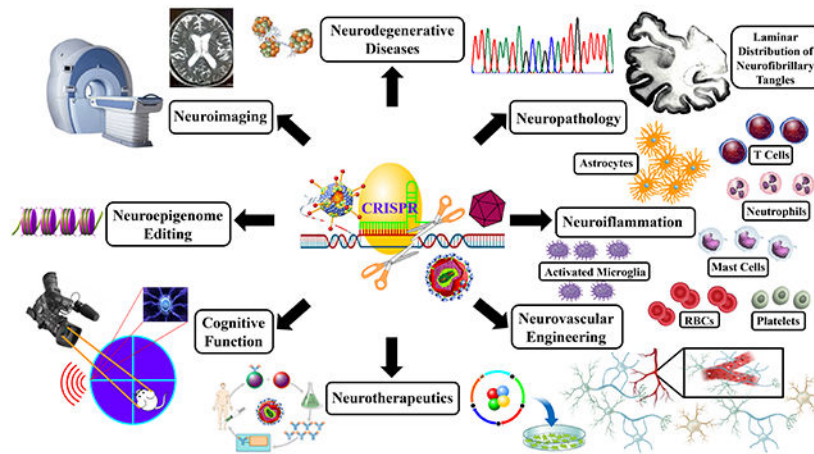 Neurodegenerative
Diseases
Laminar
Distribution of
Neurofibrillary
Tangles
Neuroimaging
Neuropathology
Astrocytes
T Cells
Neutrophils
CRISPR
Neuroepigenome
Editing
Neuroiflammation
Activated Microglia
Mast Cells
Cognitive
Function
Neurovascular
Engineering
RBCs
Platelets
Neurotherapeutics